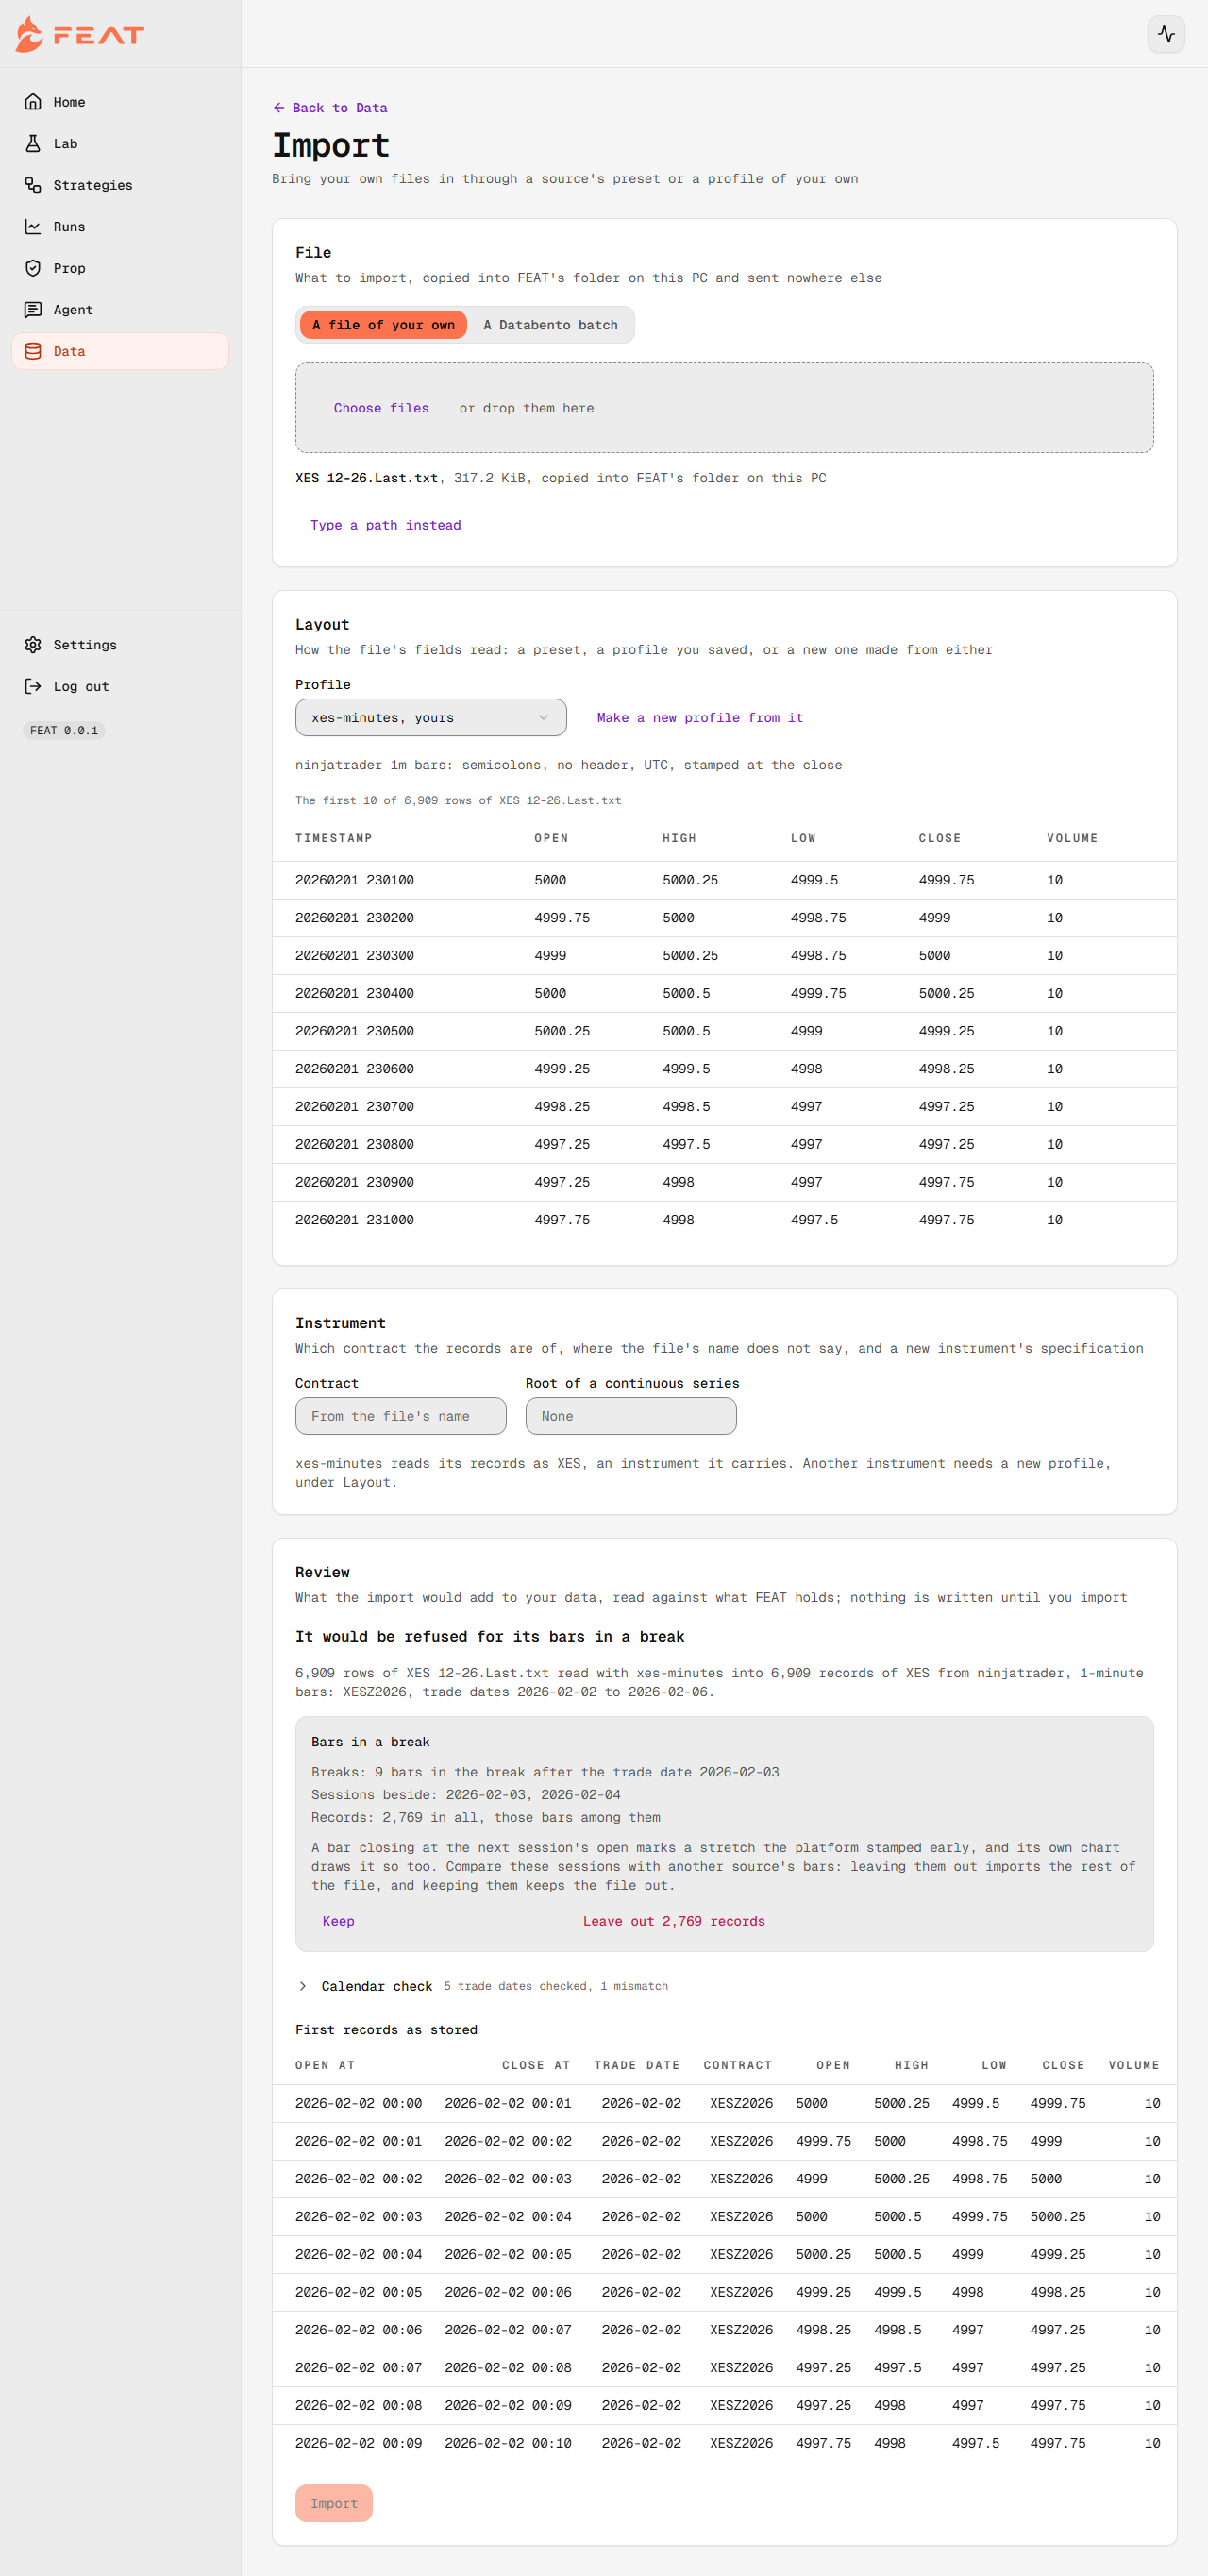 FEAT
Home
Lab
Strategies
Runs
Prop
Agent
Data
Settings
Log out
FEAT 0.0.1
Back to Data
Import
Bring your own files in through a source's preset or a profile of your own
File
What to import, copied into FEAT's folder on this PC and sent nowhere else
A file of your own A Databento batch
Choose files or drop them here
XES 12-26.Last.txt, 317.2 KiB, copied into FEAT's folder on this PC
Type a path instead
Layout
How the file's fields read: a preset, a profile you saved, or a new one made from either
Profile
xes-minutes, yours Make a new profile from it
ninjatrader 1m bars: semicolons, no header, UTC, stamped at the close
The first 10 of 6,909 rows of XES 12-26.Last.txt
TIMESTAMP OPEN HIGH LOW CLOSE VOLUME
20260201 230100 5000 5000.25 4999.5 4999.75 10
20260201 230200 4999.75 5000 4998.75 4999 10
20260201 230300 4999 5000.25 4998.75 5000 10
20260201 230400 5000 5000.5 4999.75 5000.25 10
20260201 230500 5000.25 5000.5 4999 4999.25 10
20260201 230600 4999.25 4999.5 4998 4998.25 10
20260201 230700 4998.25 4998.5 4997 4997.25 10
20260201 230800 4997.25 4997.5 4997 4997.25 10
20260201 230900 4997.25 4998 4997 4997.75 10
20260201 231000 4997.75 4998 4997.5 4997.75 10
Instrument
Which contract the records are of, where the file's name does not say, and a new instrument's specification
Contract Root of a continuous series
From the file's name None
xes-minutes reads its records as XES, an instrument it carries. Another instrument needs a new profile,
under Layout.
Review
What the import would add to your data, read against what FEAT holds; nothing is written until you import
It would be refused for its bars in a break
6,909 rows of XES 12-26.Last.txt read with xes-minutes into 6,909 records of XES from ninjatrader, 1-minute
bars: XESZ2026, trade dates 2026-02-02 to 2026-02-06.
Bars in a break
Breaks: 9 bars in the break after the trade date 2026-02-03
Sessions beside: 2026-02-03, 2026-02-04
Records: 2,769 in all, those bars among them
A bar closing at the next session's open marks a stretch the platform stamped early, and its own chart
draws it so too. Compare these sessions with another source's bars: leaving them out imports the rest of
the file, and keeping them keeps the file out.
Keep Leave out 2,769 records
Calendar check 5 trade dates checked, 1 mismatch
First records as stored
OPEN AT CLOSE AT TRADE DATE CONTRACT OPEN HIGH LOW CLOSE VOLUME
2026-02-02 00:00 2026-02-02 00:01 2026-02-02 XESZ2026 5000 5000.25 4999.5 4999.75 10
2026-02-02 00:01 2026-02-02 00:02 2026-02-02 XESZ2026 4999.75 5000 4998.75 4999 10
2026-02-02 00:02 2026-02-02 00:03 2026-02-02 XESZ2026 4999 5000.25 4998.75 5000 10
2026-02-02 00:03 2026-02-02 00:04 2026-02-02 XESZ2026 5000 5000.5 4999.75 5000.25 10
2026-02-02 00:04 2026-02-02 00:05 2026-02-02 XESZ2026 5000.25 5000.5 4999 4999.25 10
2026-02-02 00:05 2026-02-02 00:06 2026-02-02 XESZ2026 4999.25 4999.5 4998 4998.25 10
2026-02-02 00:06 2026-02-02 00:07 2026-02-02 XESZ2026 4998.25 4998.5 4997 4997.25 10
2026-02-02 00:07 2026-02-02 00:08 2026-02-02 XESZ2026 4997.25 4997.5 4997 4997.25 10
2026-02-02 00:08 2026-02-02 00:09 2026-02-02 XESZ2026 4997.25 4998 4997 4997.75 10
2026-02-02 00:09 2026-02-02 00:10 2026-02-02 XESZ2026 4997.75 4998 4997.5 4997.75 10
Import